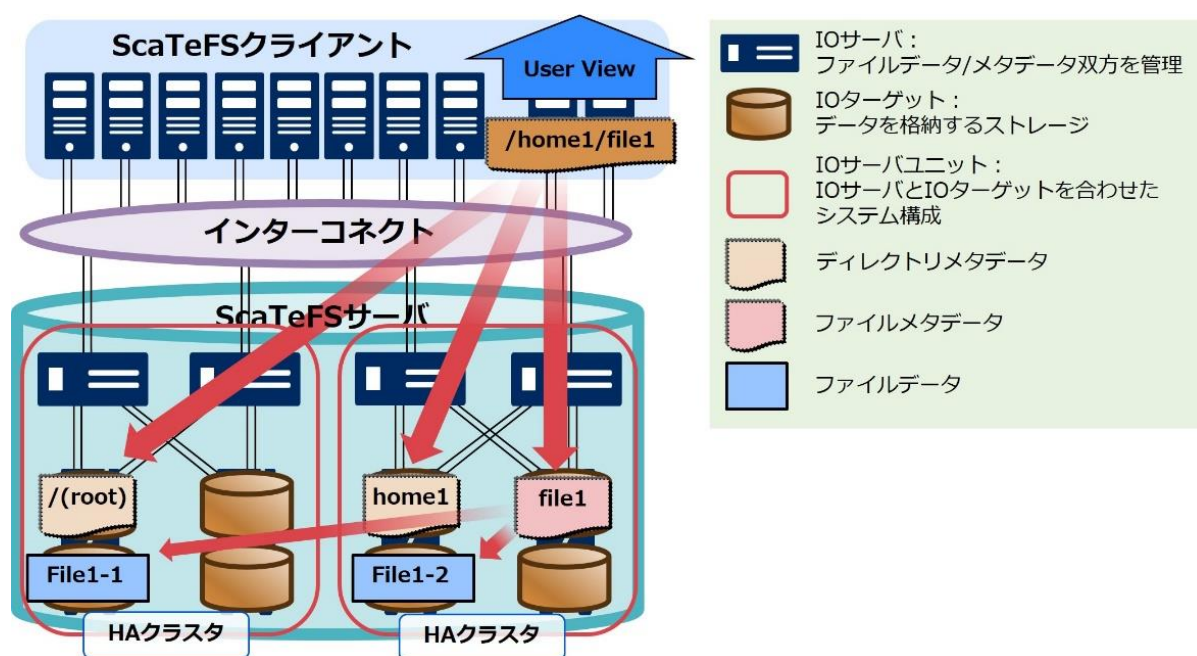 ScaTeFSクライアント
User View
/home1/file1
インターコネクト
ScaTeFSサーバ
/(root)
home1
file1
File1-1
File1-2
HAクラスタ
HAクラスタ
IOサーバ：
ファイルデータ/メタデータ双方を管理
IOターゲット：
データを格納するストレージ
IOサーバユニット：
IOサーバとIOターゲットを合わせた
システム構成
ディレクトリメタデータ
ファイルメタデータ
ファイルデータ